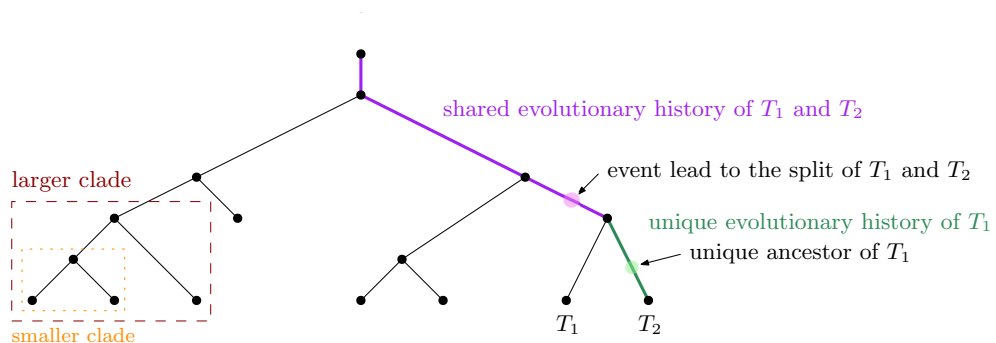 shared evolutionary history of T₁ and T₂
event lead to the split of T₁ and T₂
larger clade
unique evolutionary history of T₁
unique ancestor of T₁
T₁
T₂
smaller clade